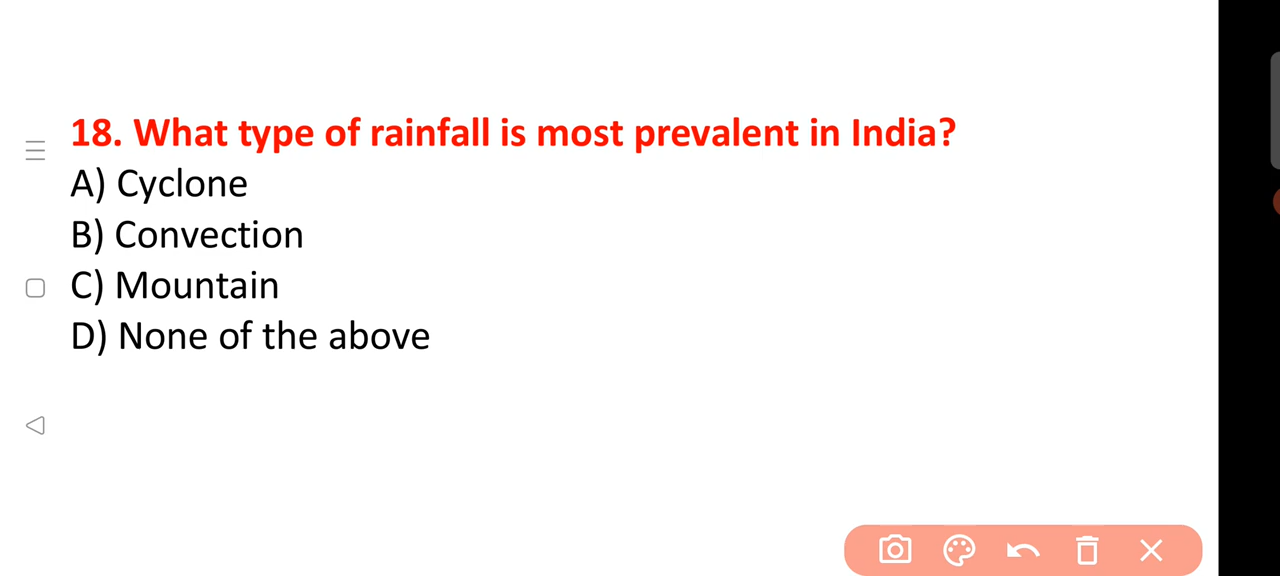 18. What type of rainfall is most prevalent in India?
A) Cyclone
B) Convection
C) Mountain
D) None of the above